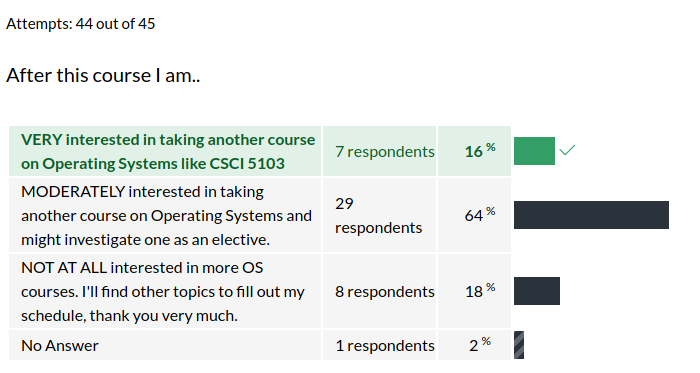 Attempts: 44 out of 45
After this course I am..
VERY interested in taking another course
on Operating Systems like CSCI 5103
7 respondents
16 %
MODERATELY interested in taking
another course on Operating Systems and
might investigate one as an elective.
29
respondents
64 %
NOT AT ALL interested in more OS
courses. I'll find other topics to fill out my
schedule, thank you very much.
8 respondents
18 %
No Answer
1 respondents
2 %